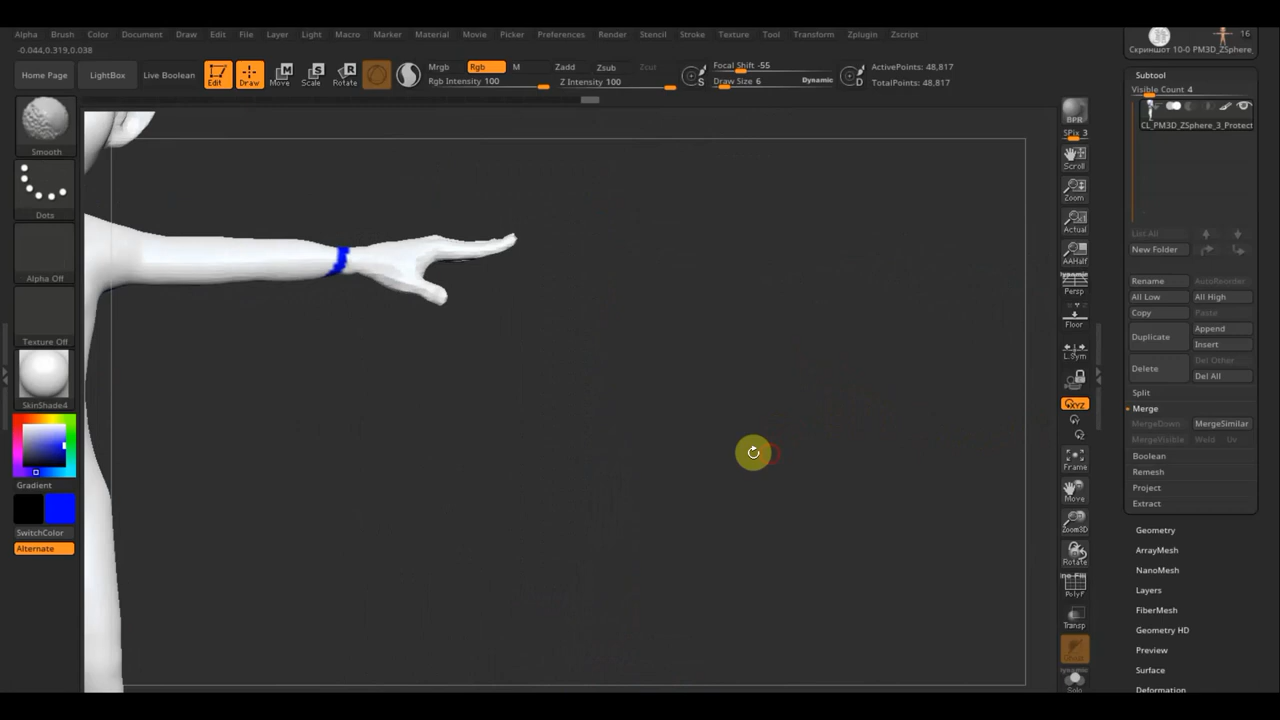 Alpha Brush Color Document Draw Edit File Layer Light Macro Marker Material Movie Picker Preferences Render Stencil Stroke Texture Tool Transform Zplugin Zscript
-0.044,0.319,0.038
Home Page
LightBox
Live Boolean
Edit
Draw
Move
Scale
Rotate
Mrgb
Rgb
M
Rgb Intensity 100
Zadd
Zsub
Zcut
Z Intensity 100
Focal Shift -55
Draw Size 6
Dynamic
S
D
ActivePoints: 48,817
TotalPoints: 48,817
Smooth
Dots
Alpha Off
Texture Off
SkinShade4
Gradient
SwitchColor
Alternate
BPR
SPix 3
Scroll
Zoom
Actual
AAHalf
Persp
Floor
L.Sym
Frame
Move
Zoom3D
Rotate
PolyF
Transp
Solo
16
Скриншот 10-0 PM3D_ZSphere_
Subtool
Visible Count 4
CL_PM3D_ZSphere_3_Protect
List All
New Folder
Rename
AutoReorder
All Low
All High
Copy
Paste
Duplicate
Append
Insert
Delete
Del Other
Del All
Split
Merge
MergeDown
MergeSimilar
MergeVisible
Weld
Uv
Boolean
Remesh
Project
Extract
Geometry
ArrayMesh
NanoMesh
Layers
FiberMesh
Geometry HD
Preview
Surface
Deformation